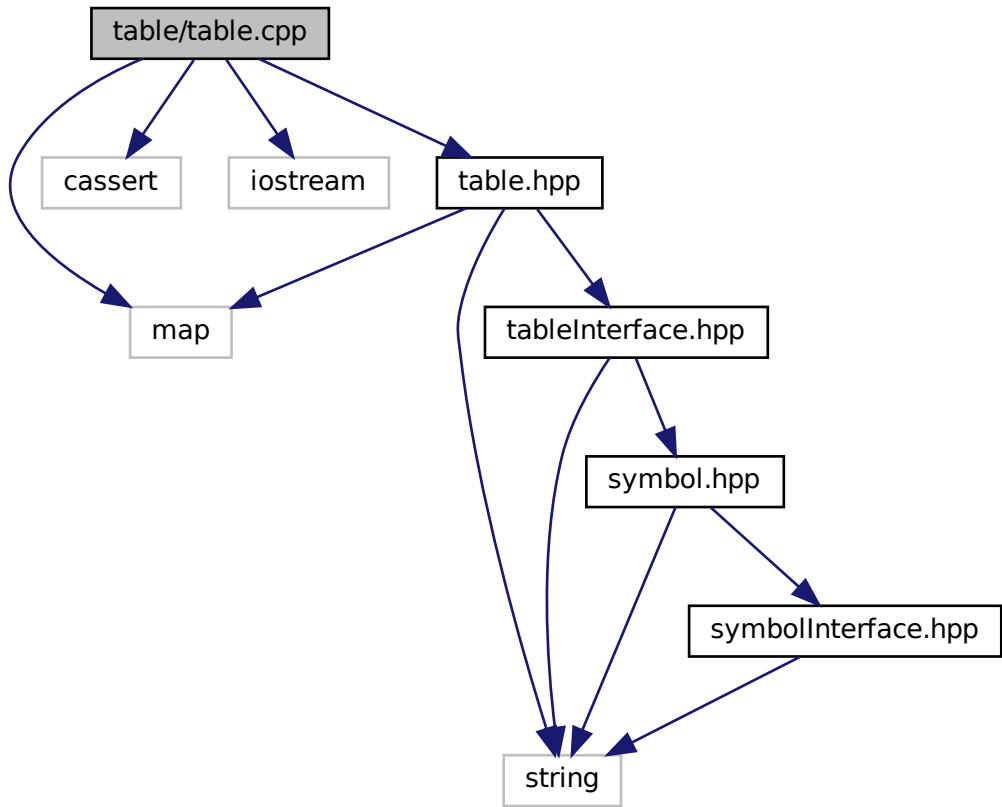 table/table.cpp
cassert
iostream
table.hpp
map
tableInterface.hpp
symbol.hpp
symbolInterface.hpp
string